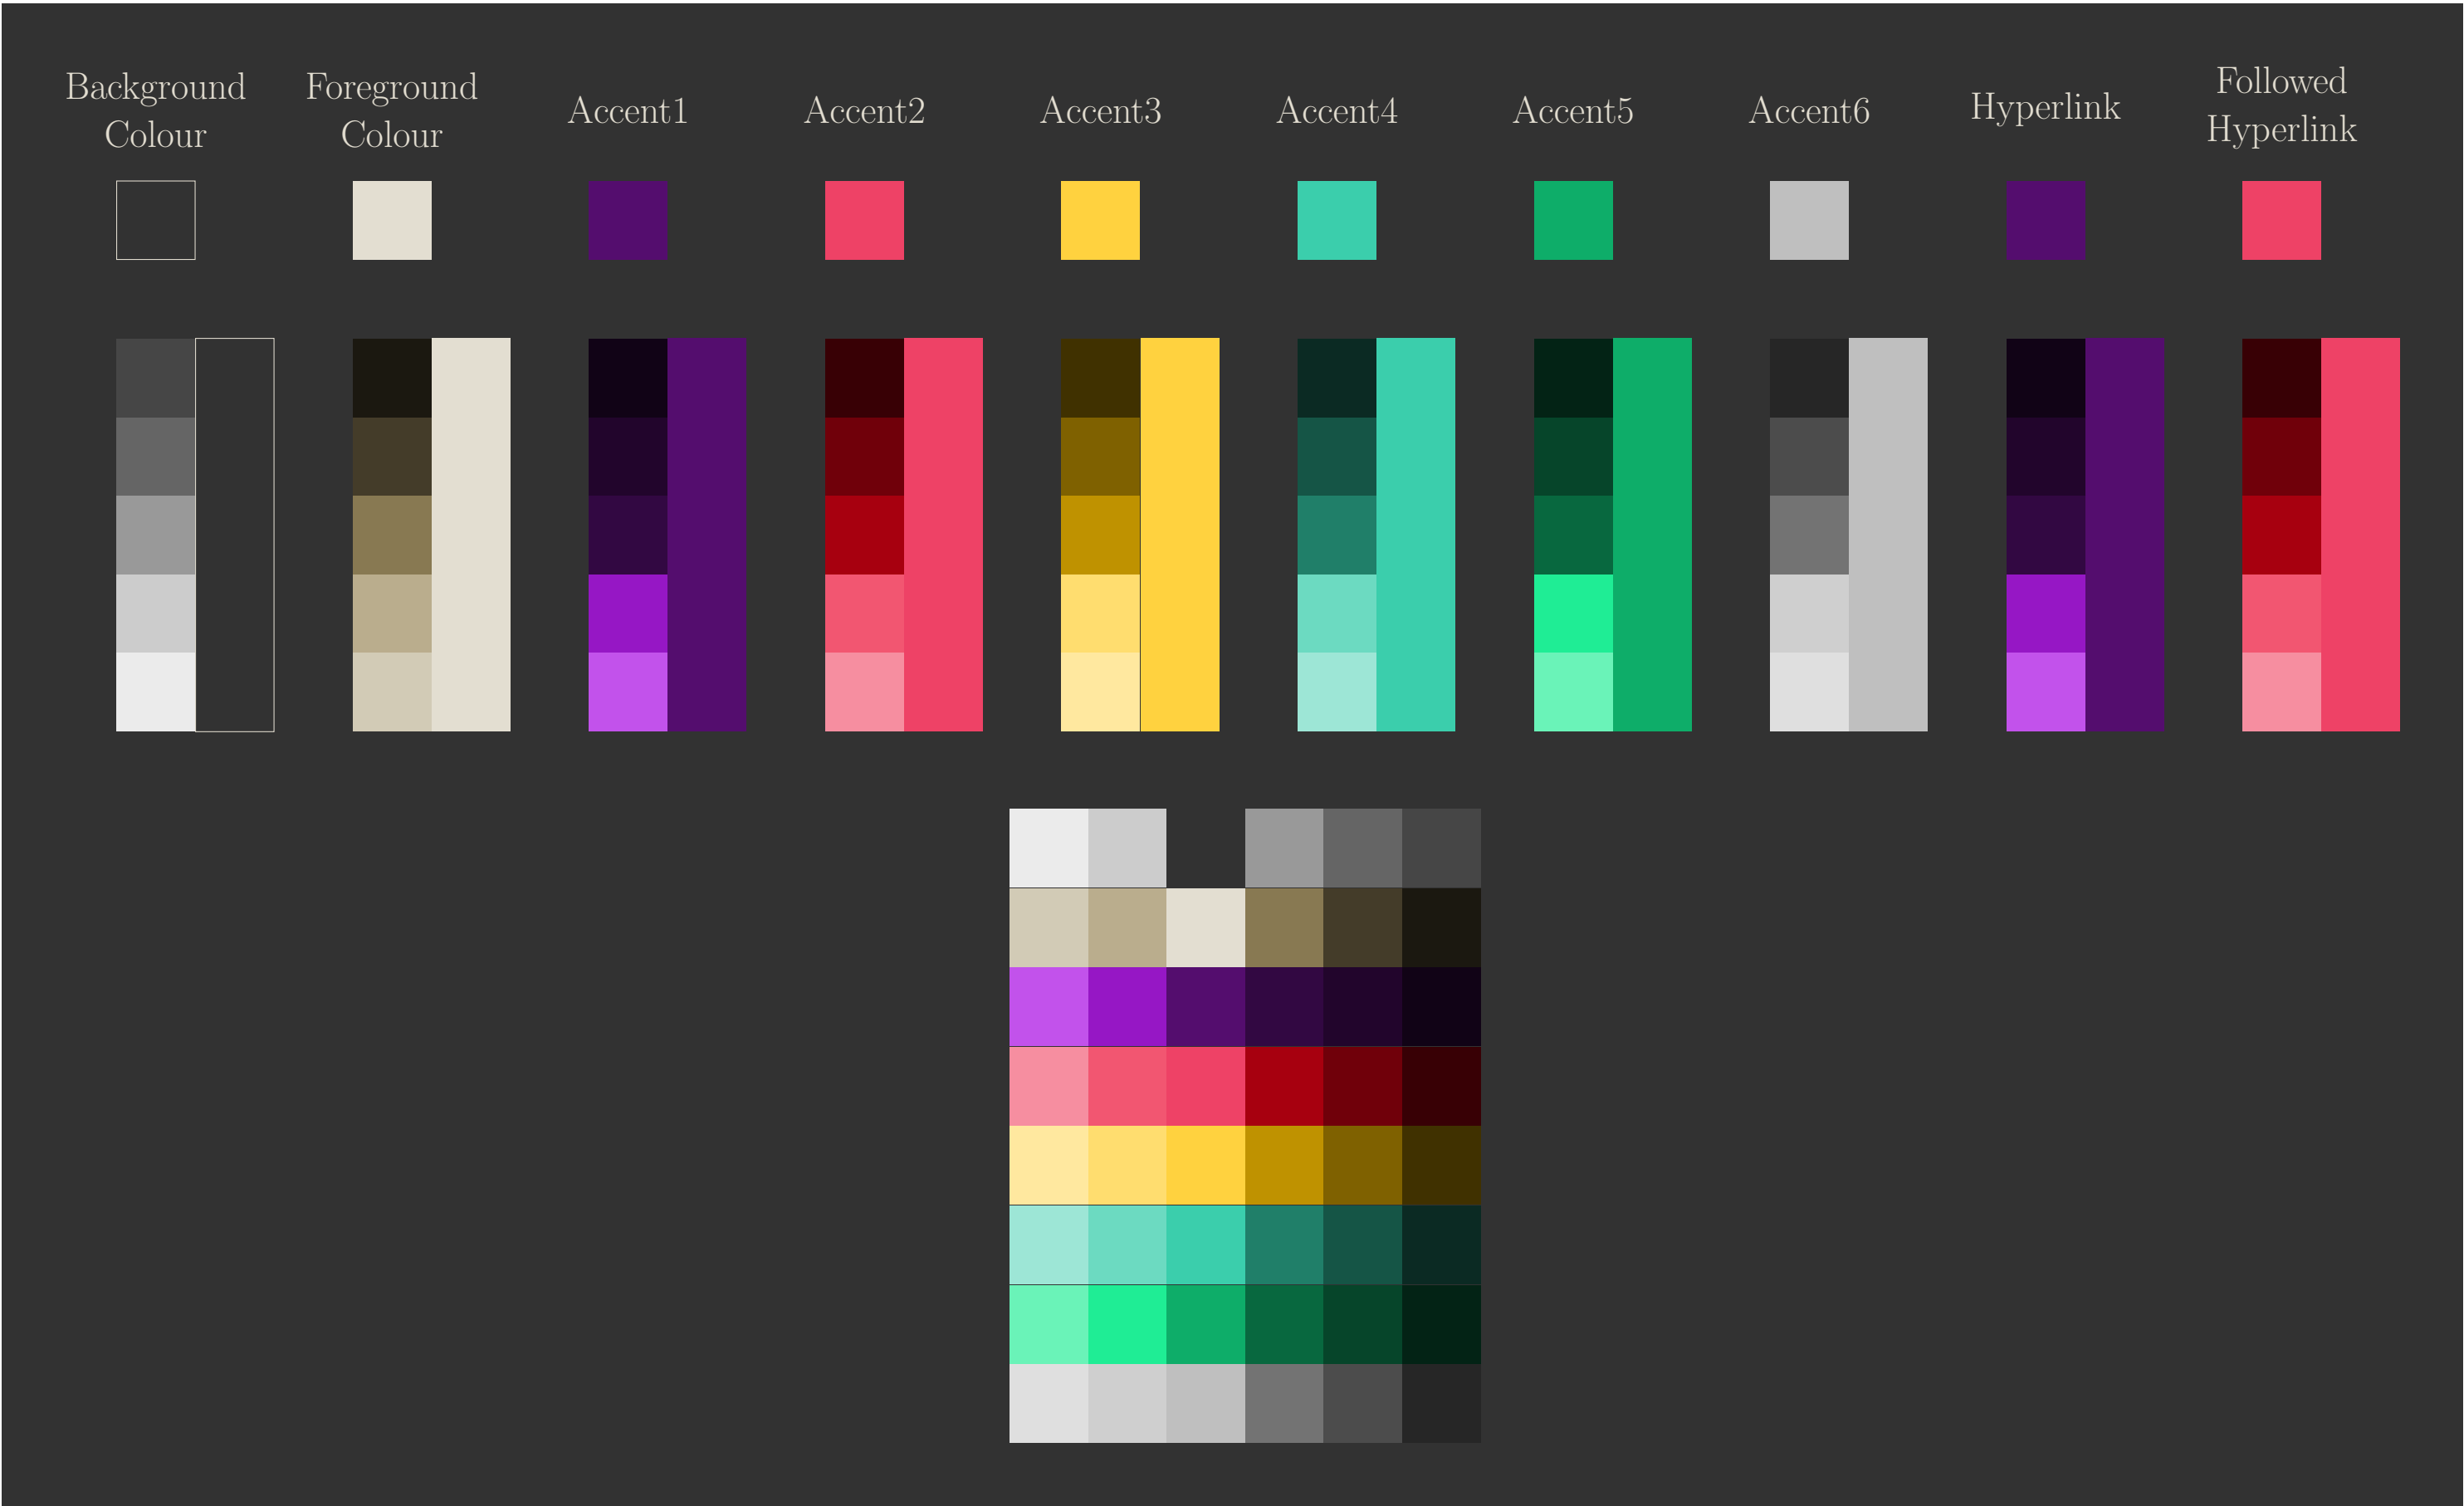 Background
Colour
Foreground
Colour
Accent1
Accent2
Accent3
Accent4
Accent5
Accent6
Hyperlink
Followed
Hyperlink